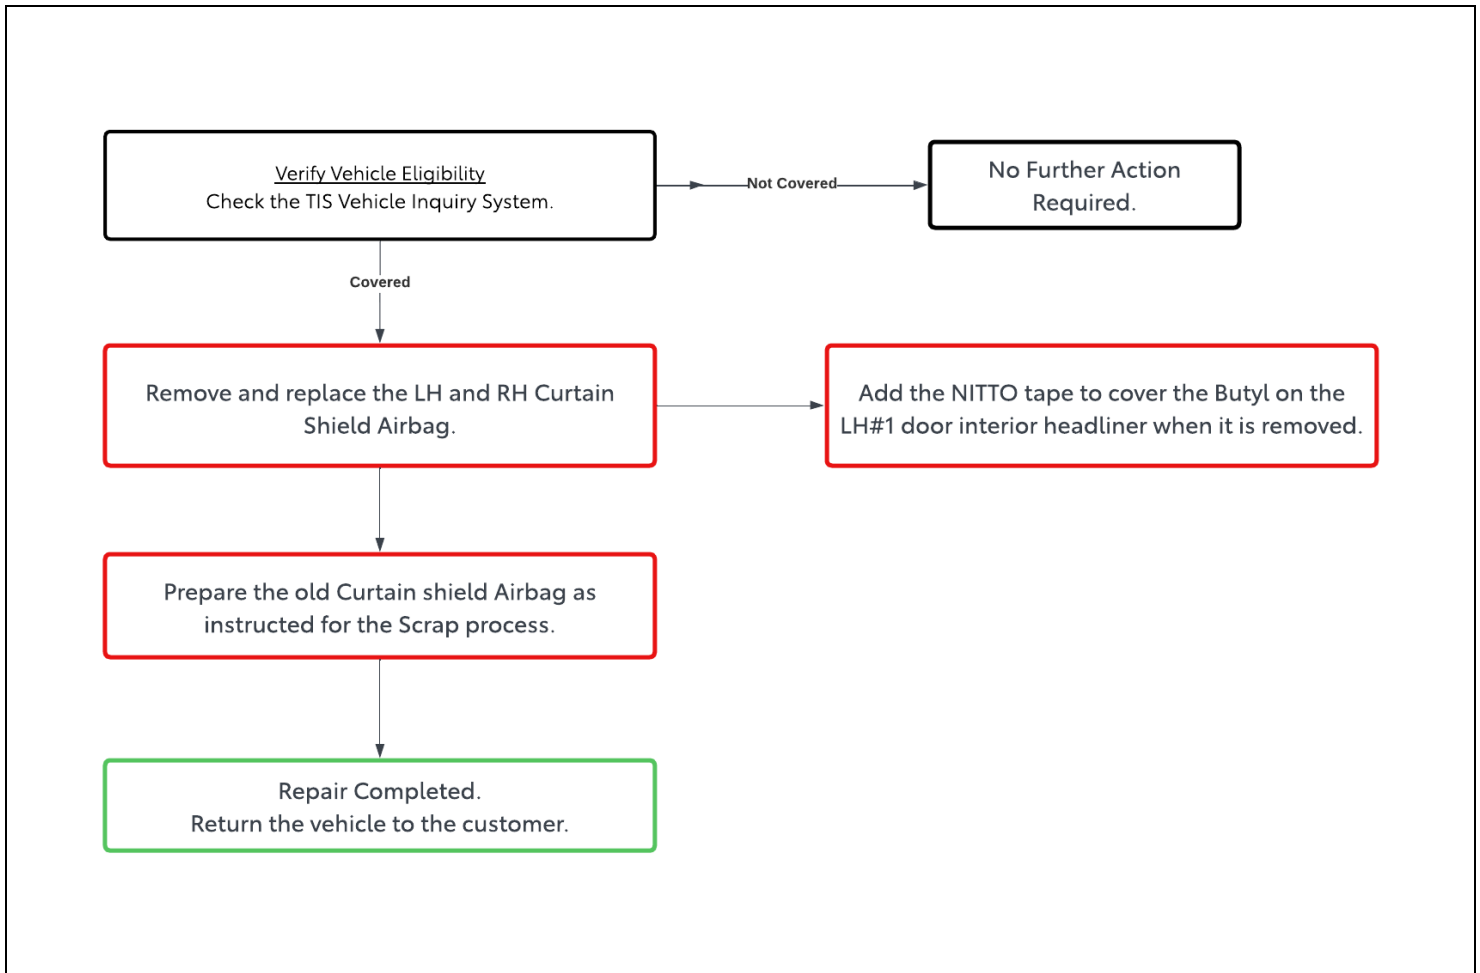 Verify Vehicle Eligibility
Check the TIS Vehicle Inquiry System.
Not Covered
No Further Action
Required.
Covered
Remove and replace the LH and RH Curtain
Shield Airbag.
Add the NITTO tape to cover the Butyl on the
LH#1 door interior headliner when it is removed.
Prepare the old Curtain shield Airbag as
instructed for the Scrap process.
Repair Completed.
Return the vehicle to the customer.